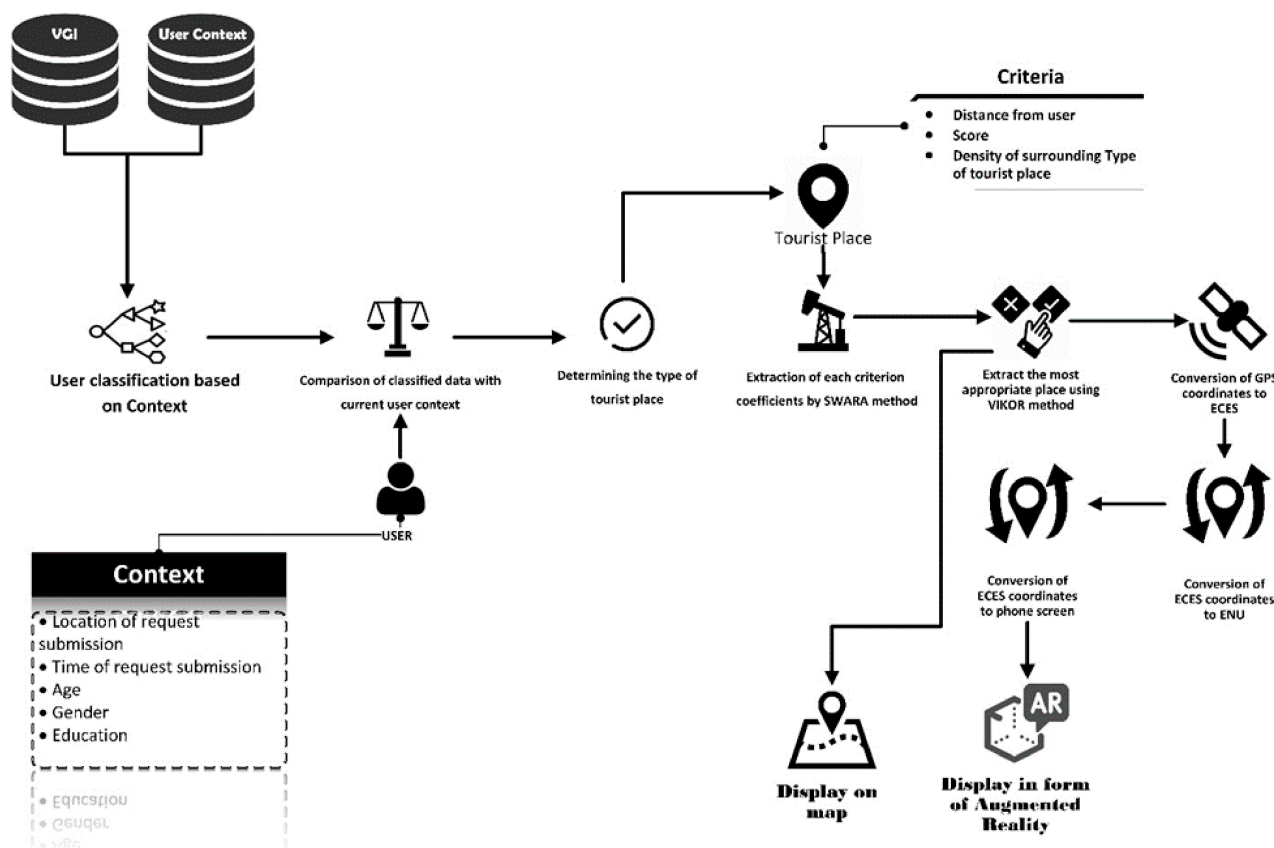 VGI
User Context
Criteria
• Distance from user
• Score
• Density of surrounding Type
of tourist place
Tourist Place
User classification based
on Context
Comparison of classified data with
current user context
Determining the type of
tourist place
Extraction of each criterion
coefficients by SWARA method
Extract the most
appropriate place using
VIKOR method
Conversion of GPS
coordinates to
ECES
USER
Context
• Location of request
submission
• Time of request submission
• Age
• Gender
• Education
Conversion of
ECES coordinates
to phone screen
Conversion of
ECES coordinates
to ENU
AR
Display on
map
Display in form
of Augmented
Reality
Education
Gender
Age